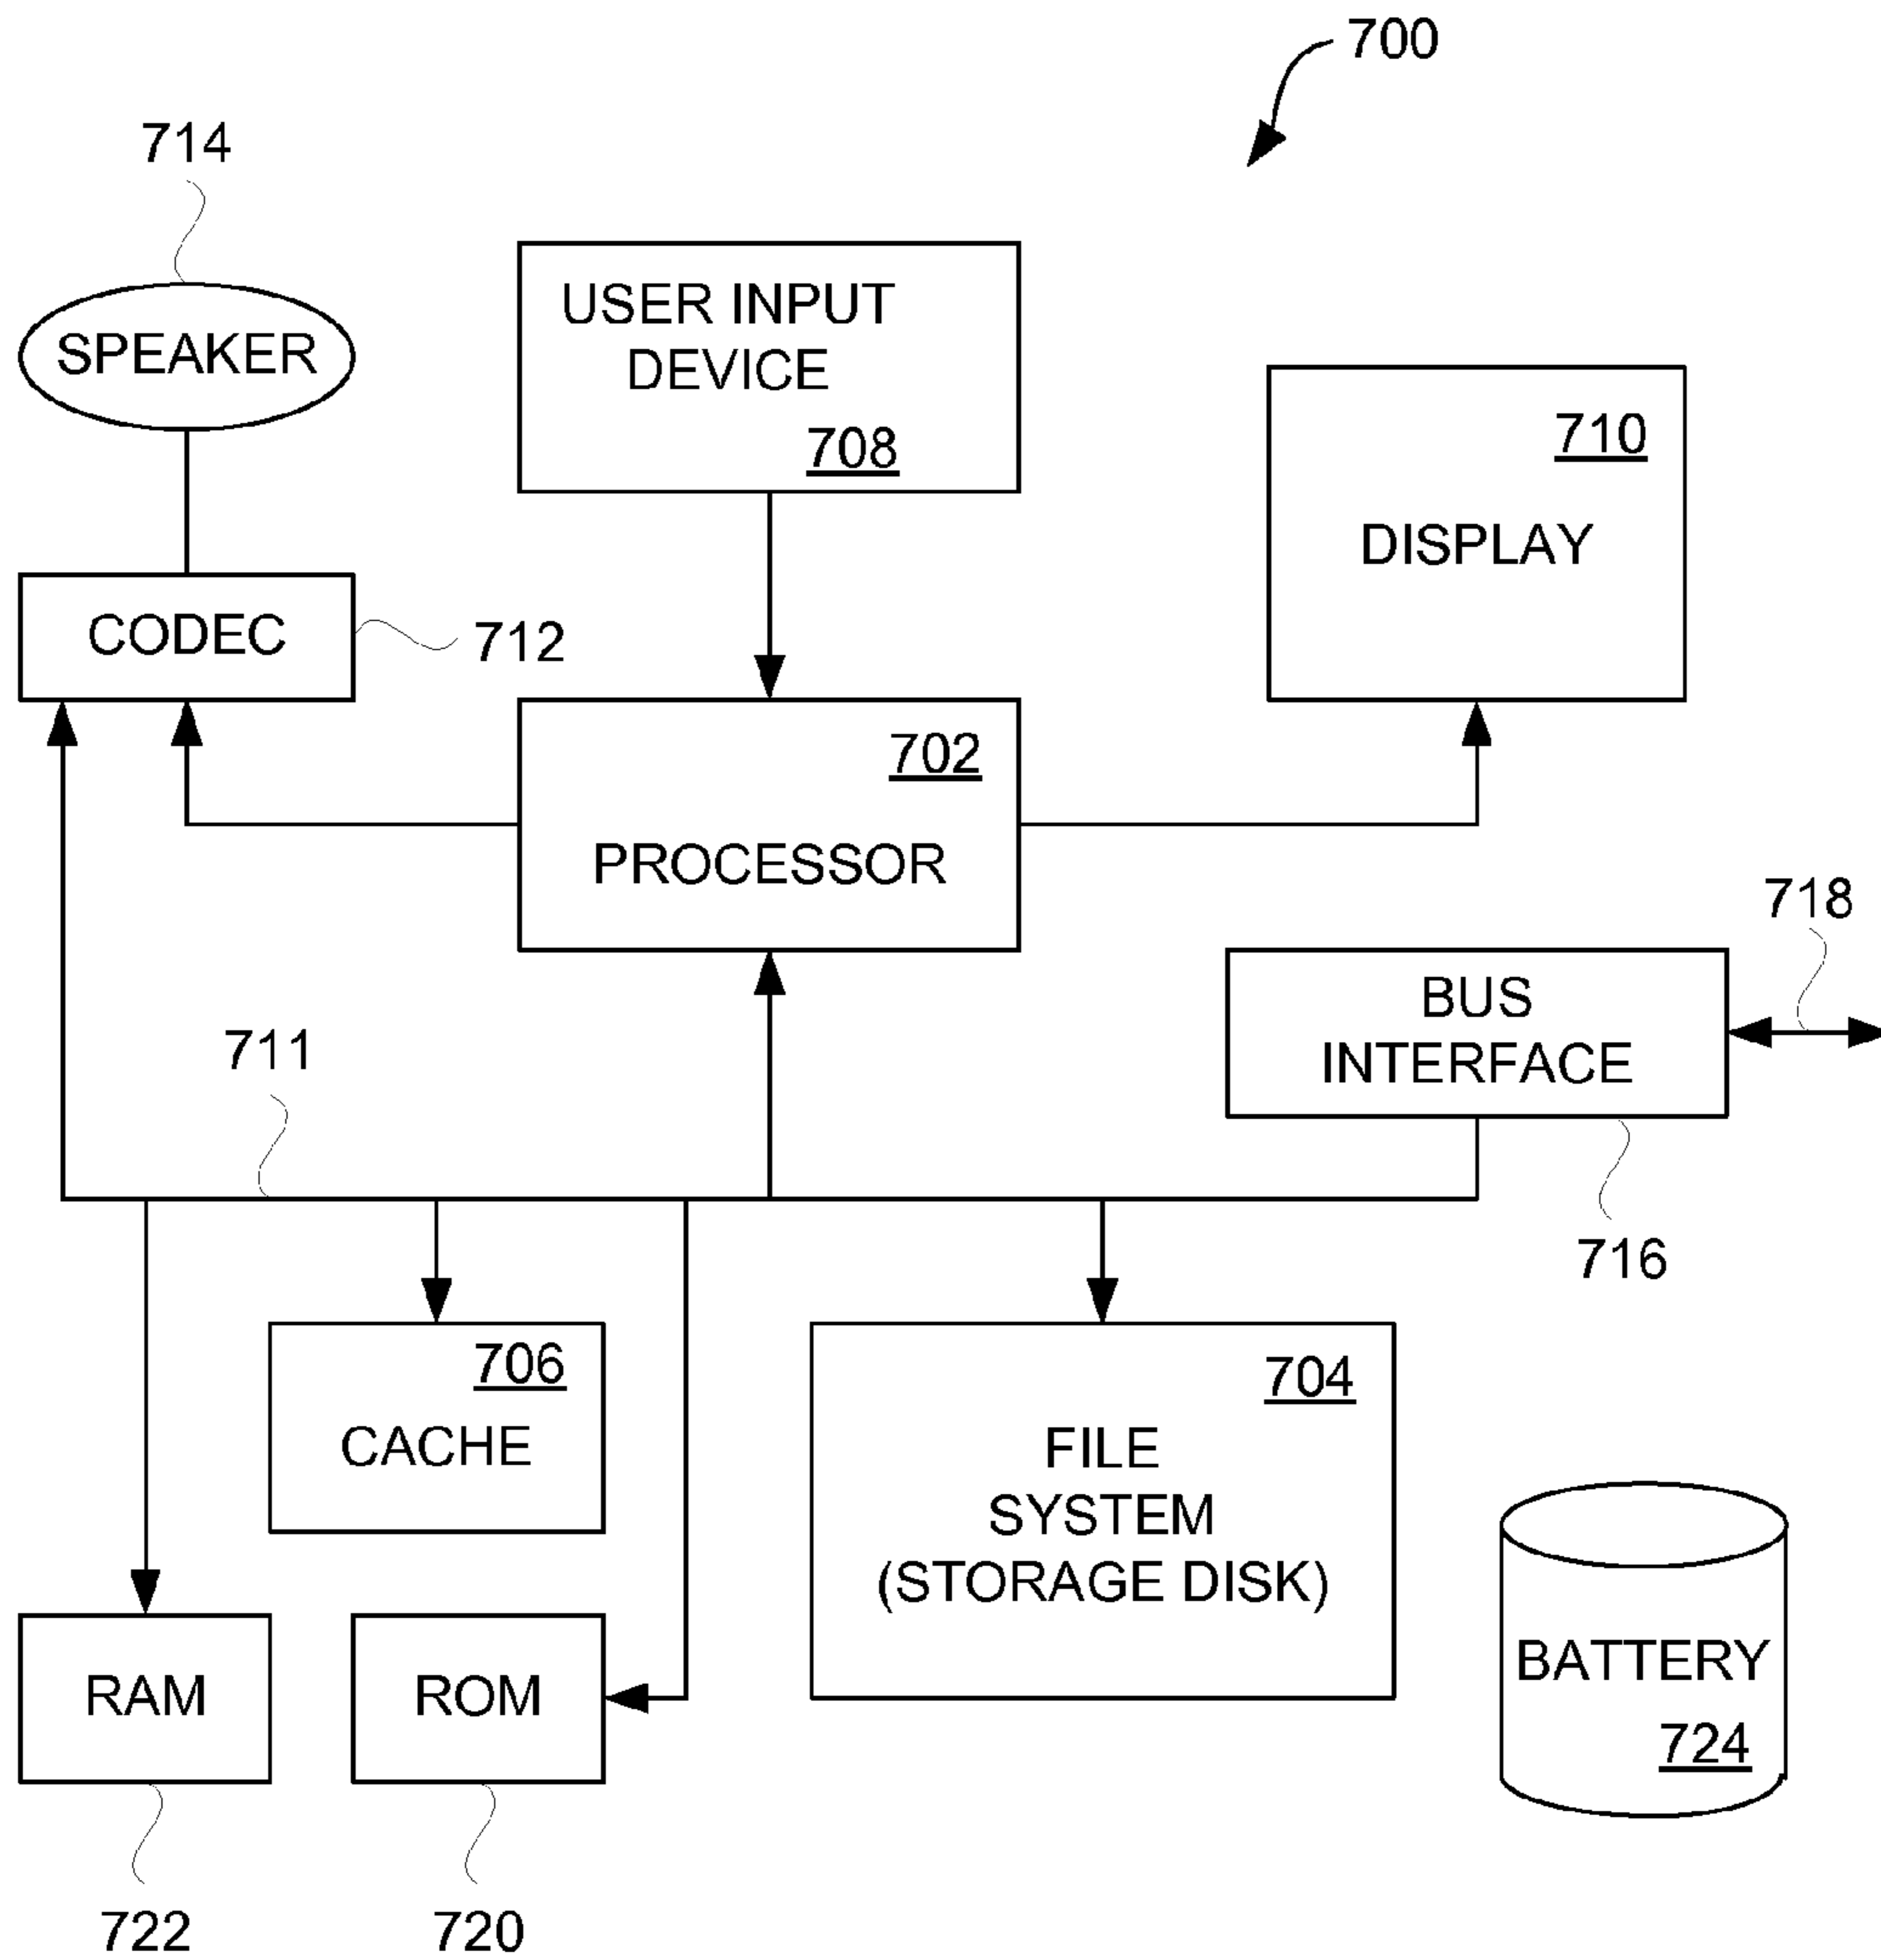 700
714
SPEAKER
USER INPUT
DEVICE
708
710
DISPLAY
CODEC
712
702
PROCESSOR
718
BUS
INTERFACE
711
716
706
CACHE
704
FILE
SYSTEM
(STORAGE DISK)
RAM
ROM
BATTERY
724
722
720